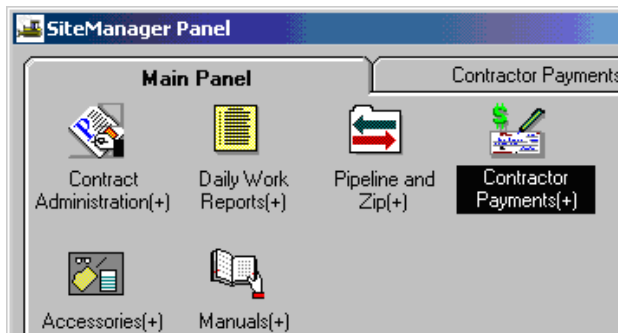 SiteManager Panel
Main Panel
Contractor Payments
Contract
Administration(+)
Daily Work
Reports(+)
Pipeline and
Zip(+)
Contractor
Payments(+)
Accessories(+)
Manuals(+)